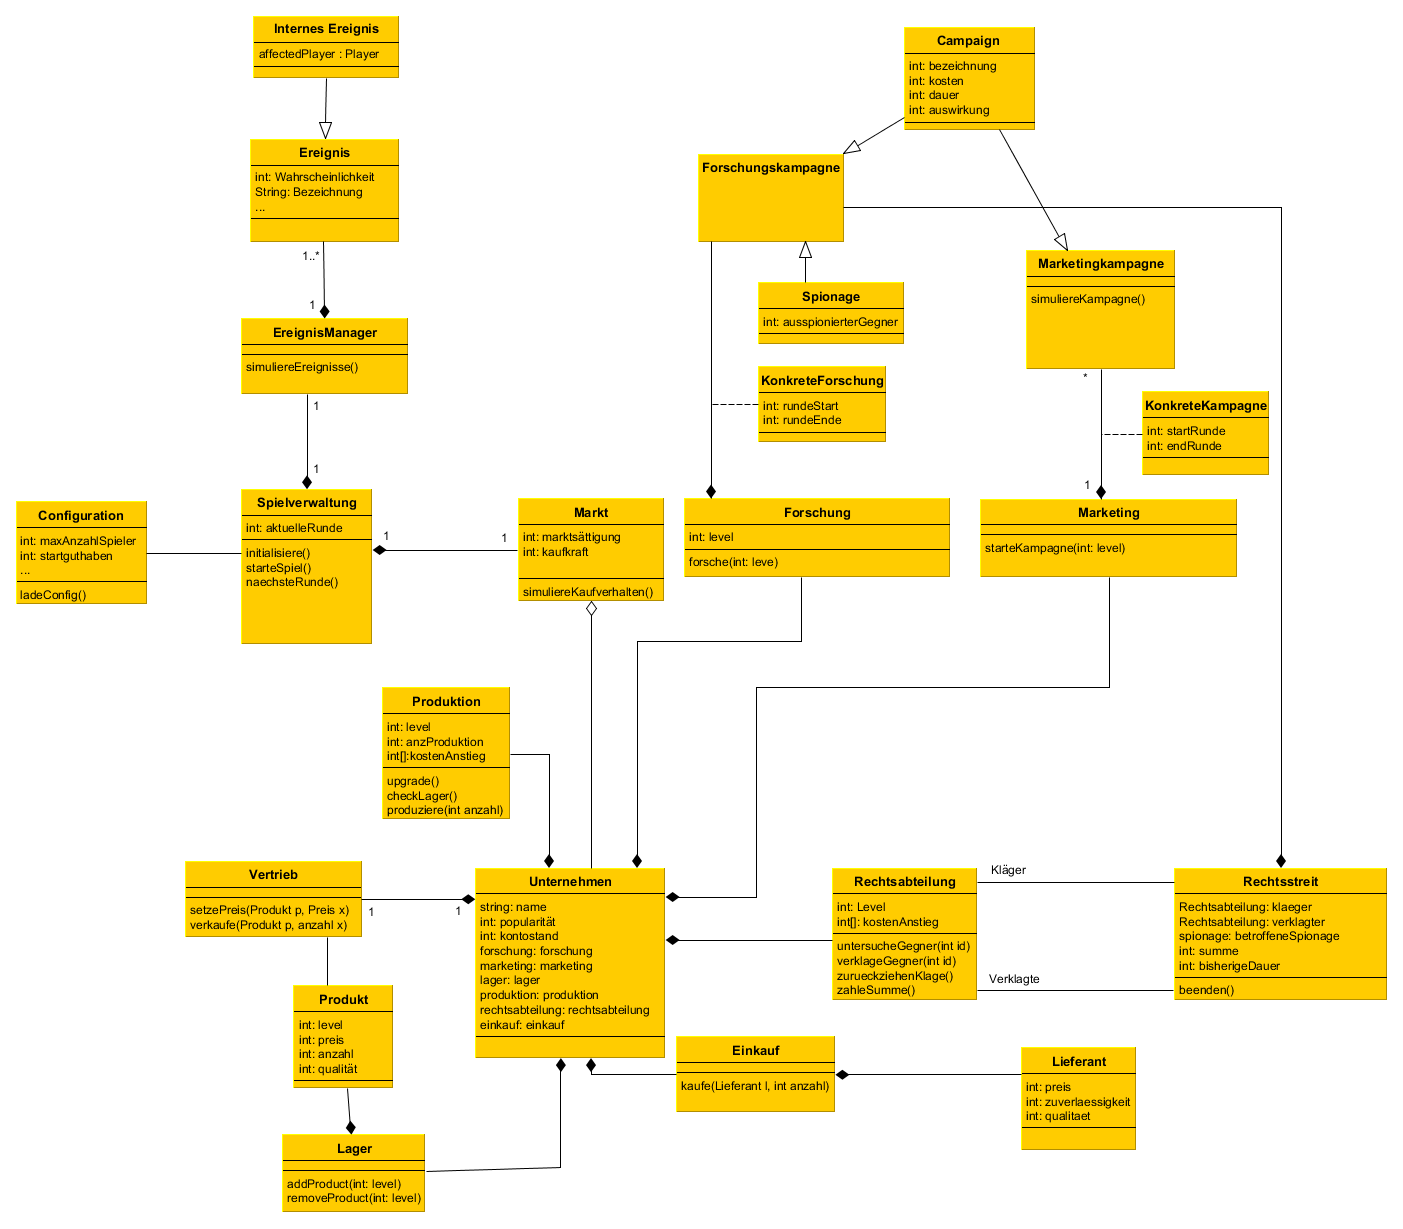 Internes Ereignis
affectedPlayer : Player
Campaign
int: bezeichnung
int: kosten
int: dauer
int: auswirkung
Ereignis
int: Wahrscheinlichkeit
String: Bezeichnung
...
Forschungskampagne
1..*
1
Marketingkampagne
simuliereKampagne()
Spionage
int: ausspionierterGegner
EreignisManager
simuliereEreignisse()
KonkreteForschung
int: rundeStart
int: rundeEnde
*
KonkreteKampagne
int: startRunde
int: endRunde
1
1
1
Configuration
int: maxAnzahlSpieler
int: startguthaben
...
ladeConfig()
Spielverwaltung
int: aktuelleRunde
initialisiere()
starteSpiel()
naechsteRunde()
1
1
Markt
int: marktsättigung
int: kaufkraft
simuliereKaufverhalten()
Forschung
int: level
forsche(int: leve)
Marketing
starteKampagne(int: level)
Produktion
int: level
int: anzProduktion
int[]:kostenAnstieg
upgrade()
checkLager()
produziere(int anzahl)
Vertrieb
setzePreis(Produkt p, Preis x)
verkaufe(Produkt p, anzahl x)
1
1
Unternehmen
string: name
int: popularität
int: kontostand
forschung: forschung
marketing: marketing
lager: lager
produktion: produktion
rechtsabteilung: rechtsabteilung
einkauf: einkauf
Rechtsabteilung
int: Level
int[]: kostenAnstieg
untersucheGegner(int id)
verklageGegner(int id)
zurueckziehenKlage()
zahleSumme()
Kläger
Verklagte
Rechtsstreit
Rechtsabteilung: klaeger
Rechtsabteilung: verklagter
spionage: betroffeneSpionage
int: summe
int: bisherigeDauer
beenden()
Produkt
int: level
int: preis
int: anzahl
int: qualität
Einkauf
kaufe(Lieferant l, int anzahl)
Lieferant
int: preis
int: zuverlaessigkeit
int: qualitaet
Lager
addProduct(int: level)
removeProduct(int: level)